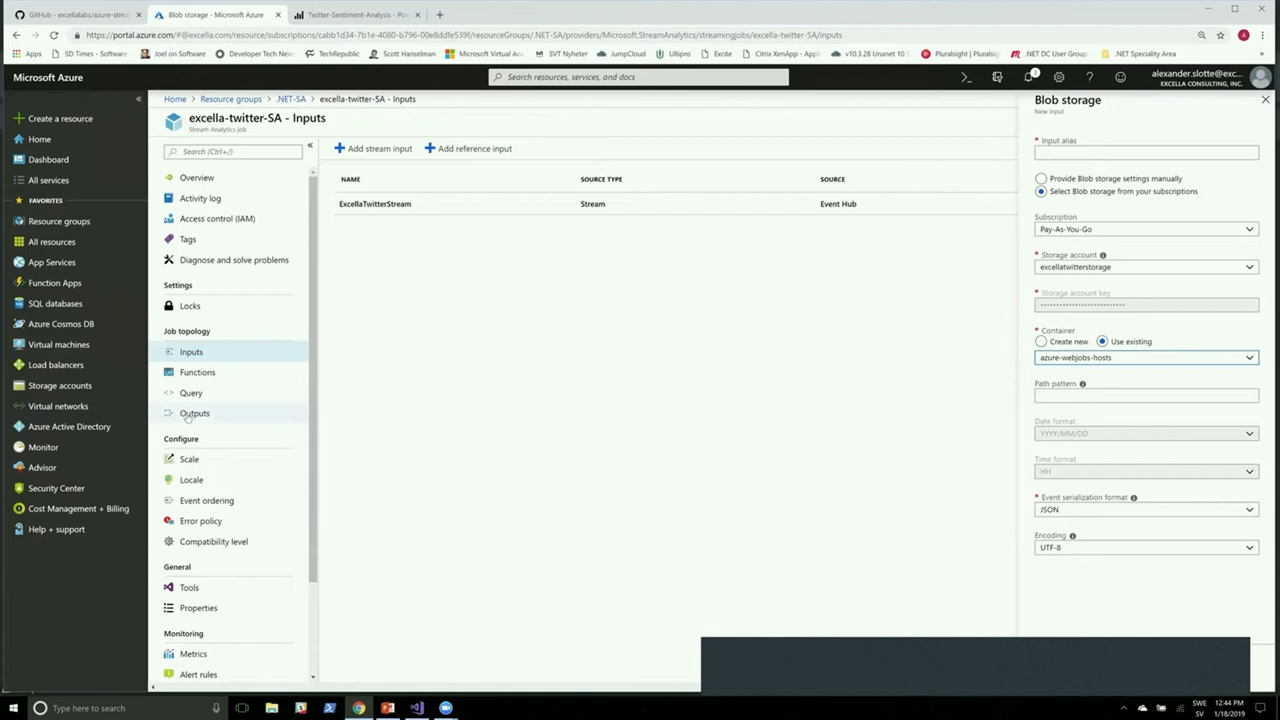 GitHub - excellalabs/azure-strea
Blob storage - Microsoft Azure
Twitter-Sentiment-Analysis - Pow
https://portal.azure.com/#@excella.com/resource/subscriptions/cabb1d34-7b1e-4080-b796-00e8ddfe539f/resourceGroups/.NET-SA/providers/Microsoft.StreamAnalytics/streamingjobs/excella-twitter-SA/inputs
Apps
SD Times - Software
Joel on Software
Developer Tech New
TechRepublic
Scott Hanselman
Microsoft Virtual Ac
SVT Nyheter
JumpCloud
Ultipro
Excite
Citrix XenApp - App
v10.3.28 Unanet 10.
Pluralsight | Pluralsi
.NET DC User Group
.NET Speciality Area
Microsoft Azure
Search resources, services, and docs
1
alexander.slotte@exc...
EXCELLA CONSULTING, INC.
Create a resource
Home
Dashboard
All services
FAVORITES
Resource groups
All resources
App Services
Function Apps
SQL databases
Azure Cosmos DB
Virtual machines
Load balancers
Storage accounts
Virtual networks
Azure Active Directory
Monitor
Advisor
Security Center
Cost Management + Billing
Help + support
Home > Resource groups > .NET-SA > excella-twitter-SA - Inputs
excella-twitter-SA - Inputs
Stream Analytics job
Search (Ctrl+/)
Overview
Activity log
Access control (IAM)
Tags
Diagnose and solve problems
Settings
Locks
Job topology
Inputs
Functions
Query
Outputs
Configure
Scale
Locale
Event ordering
Error policy
Compatibility level
General
Tools
Properties
Monitoring
Metrics
Alert rules
Add stream input
Add reference input
NAME SOURCE TYPE SOURCE
ExcellaTwitterStream Stream Event Hub
Blob storage
New input
* Input alias
Provide Blob storage settings manually
Select Blob storage from your subscriptions
Subscription
Pay-As-You-Go
* Storage account
excellatwitterstorage
* Storage account key
* Container
Create new Use existing
azure-webjobs-hosts
Path pattern
Date format
YYYY/MM/DD
Time format
HH
* Event serialization format
JSON
Encoding
UTF-8
Type here to search
SWE
SV
12:44 PM
1/18/2019